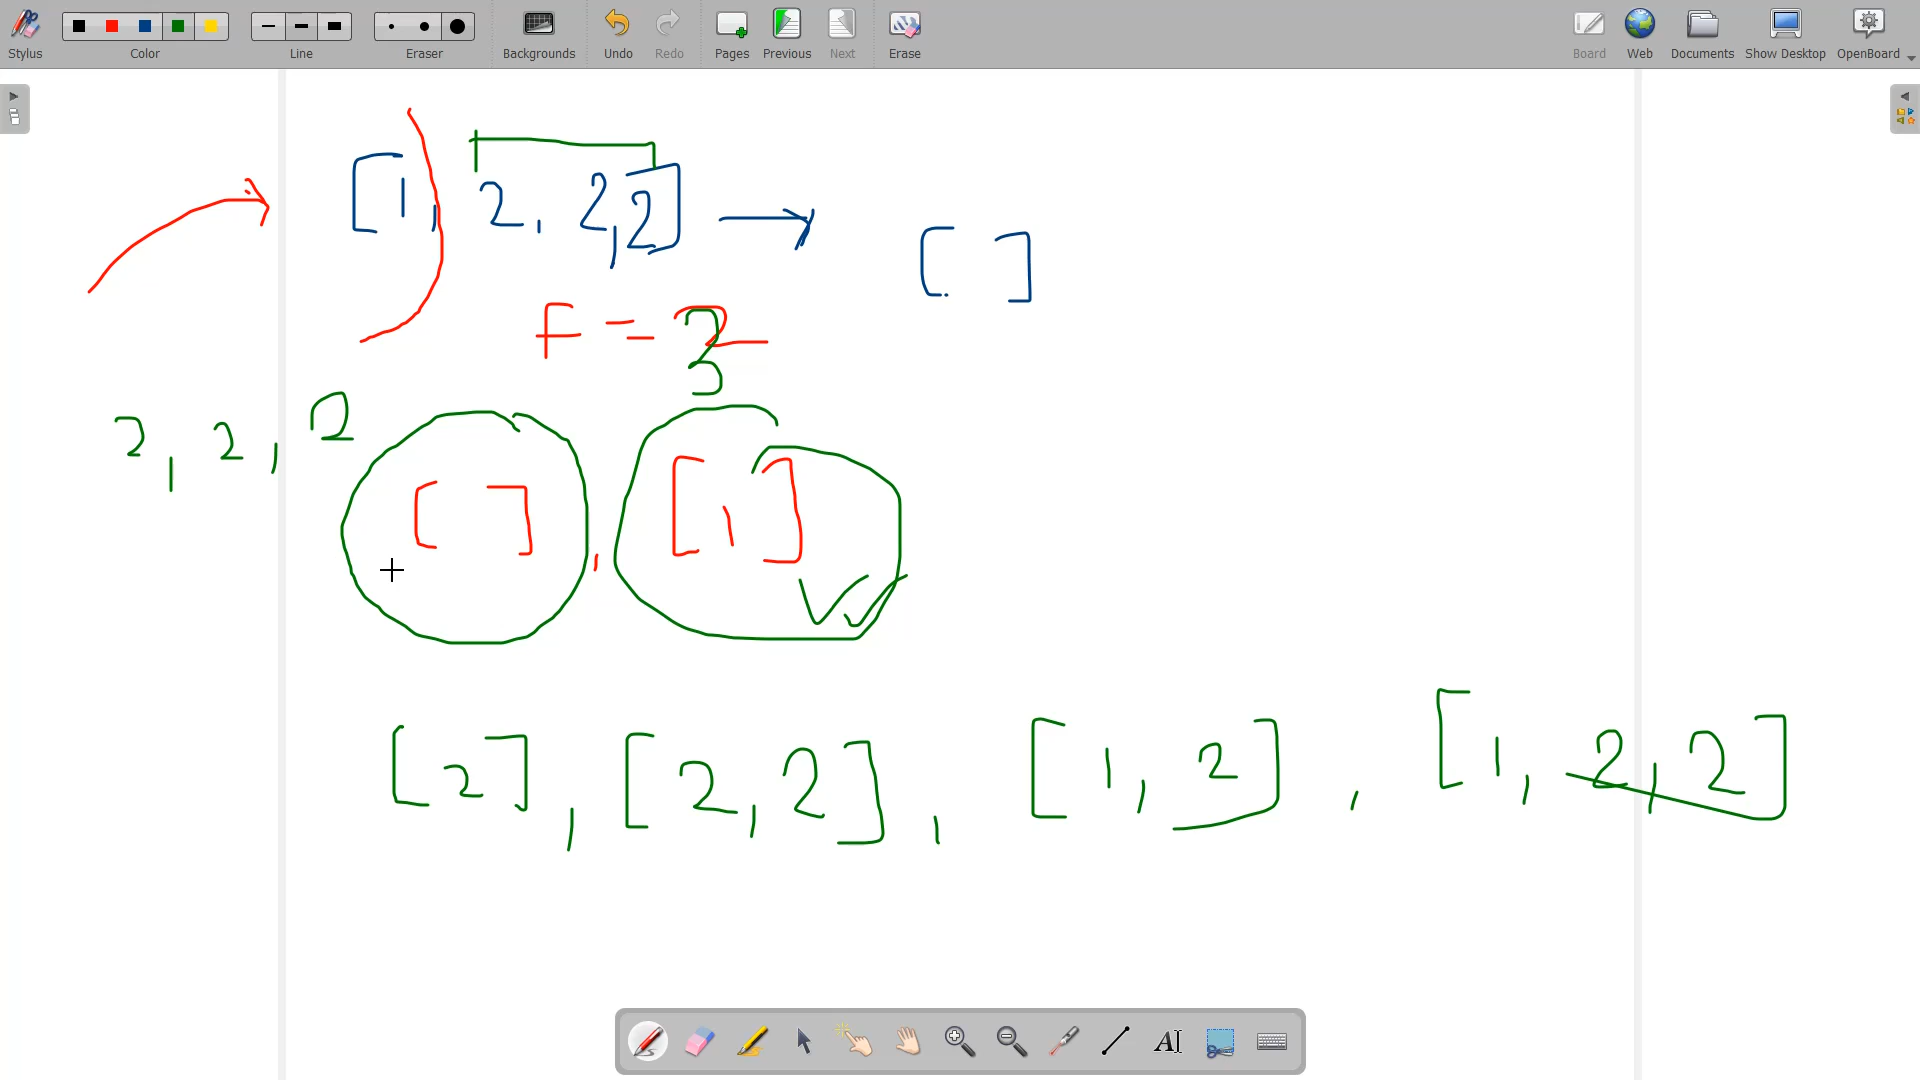 Stylus Color Line Eraser Backgrounds Undo Redo Pages Previous Next Erase Board Web Documents Show Desktop OpenBoard
[1, 2, 2, 2] → [ ]
F = 3
2, 2, 2
[ ], [1]
[2], [2, 2], [1, 2], [1, 2, 2]